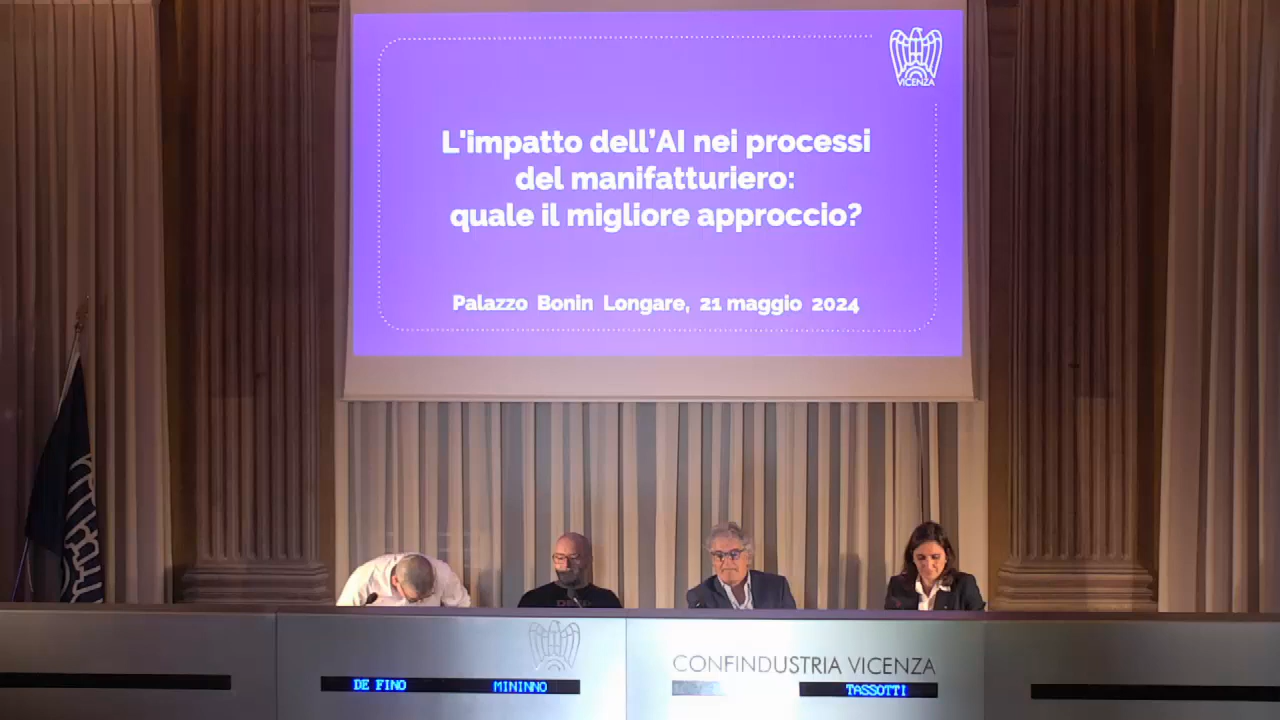 VICENZA
L'impatto dell'AI nei processi
del manifatturiero:
quale il migliore approccio?
Palazzo Bonin Longare, 21 maggio 2024
CONFINDUSTRIA VICENZA
DE FINO
MININNO
TASSOTTI